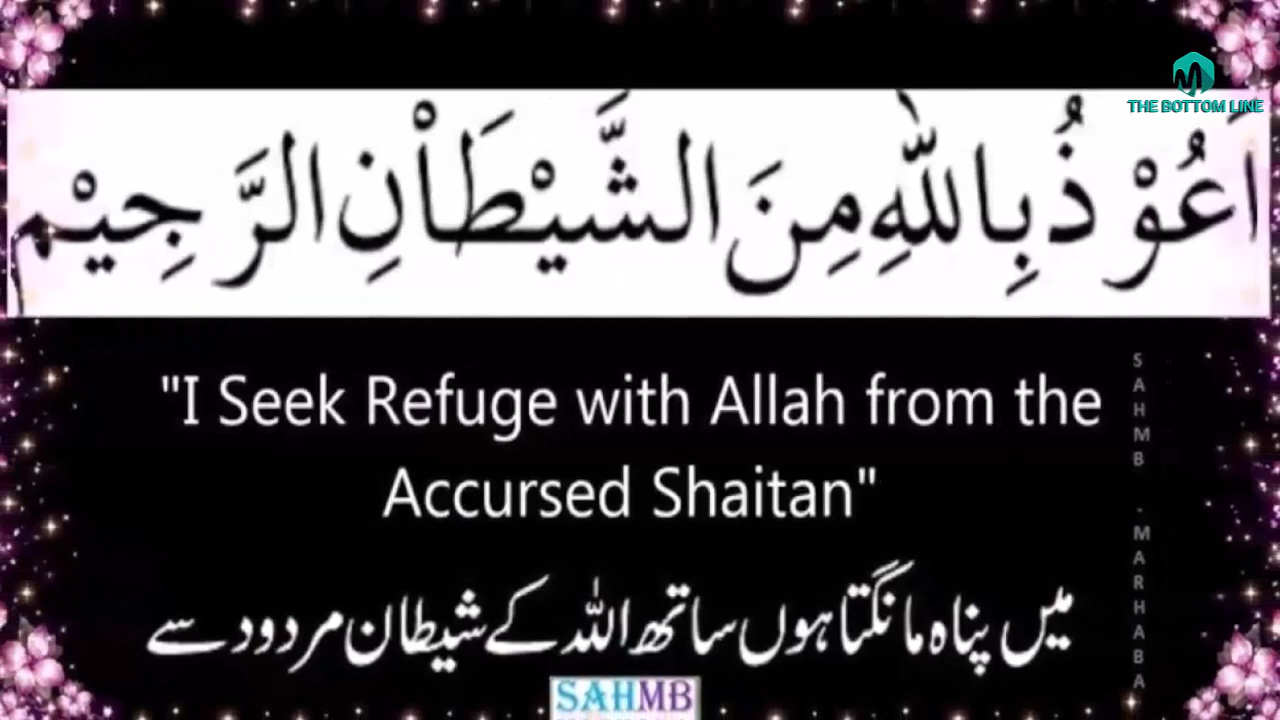 THE BOTTOM LINE
اَعُوْذُ بِاللّٰهِ مِنَ الشَّيْطَاْنِ الرَّجِيْم
"I Seek Refuge with Allah from the
Accursed Shaitan"
میں پناہ مانگتا ہوں ساتھ اللہ کے شیطان مردود سے
SAHMB - MARHABA
SAHMB